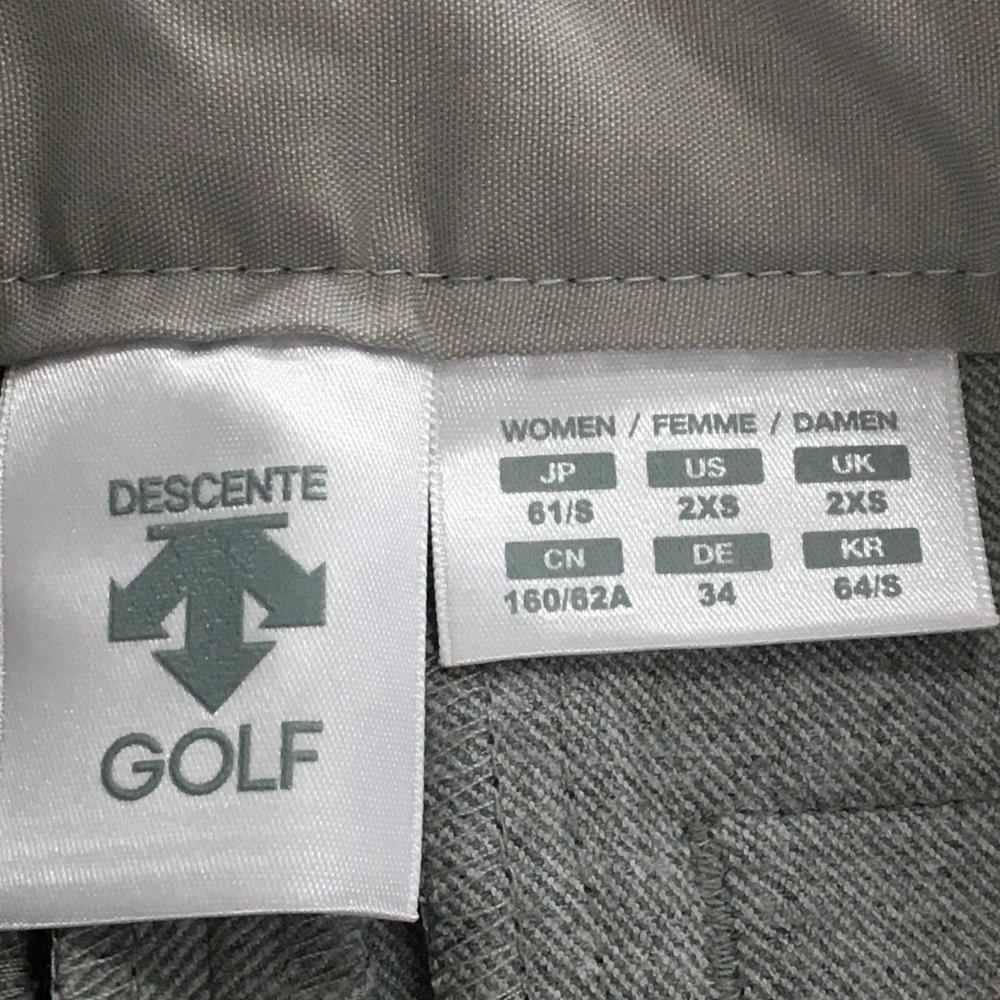 DESCENTE
GOLF
WOMEN / FEMME / DAMEN
JP US UK
61/S 2XS 2XS
CN DE KR
160/62A 34 64/S